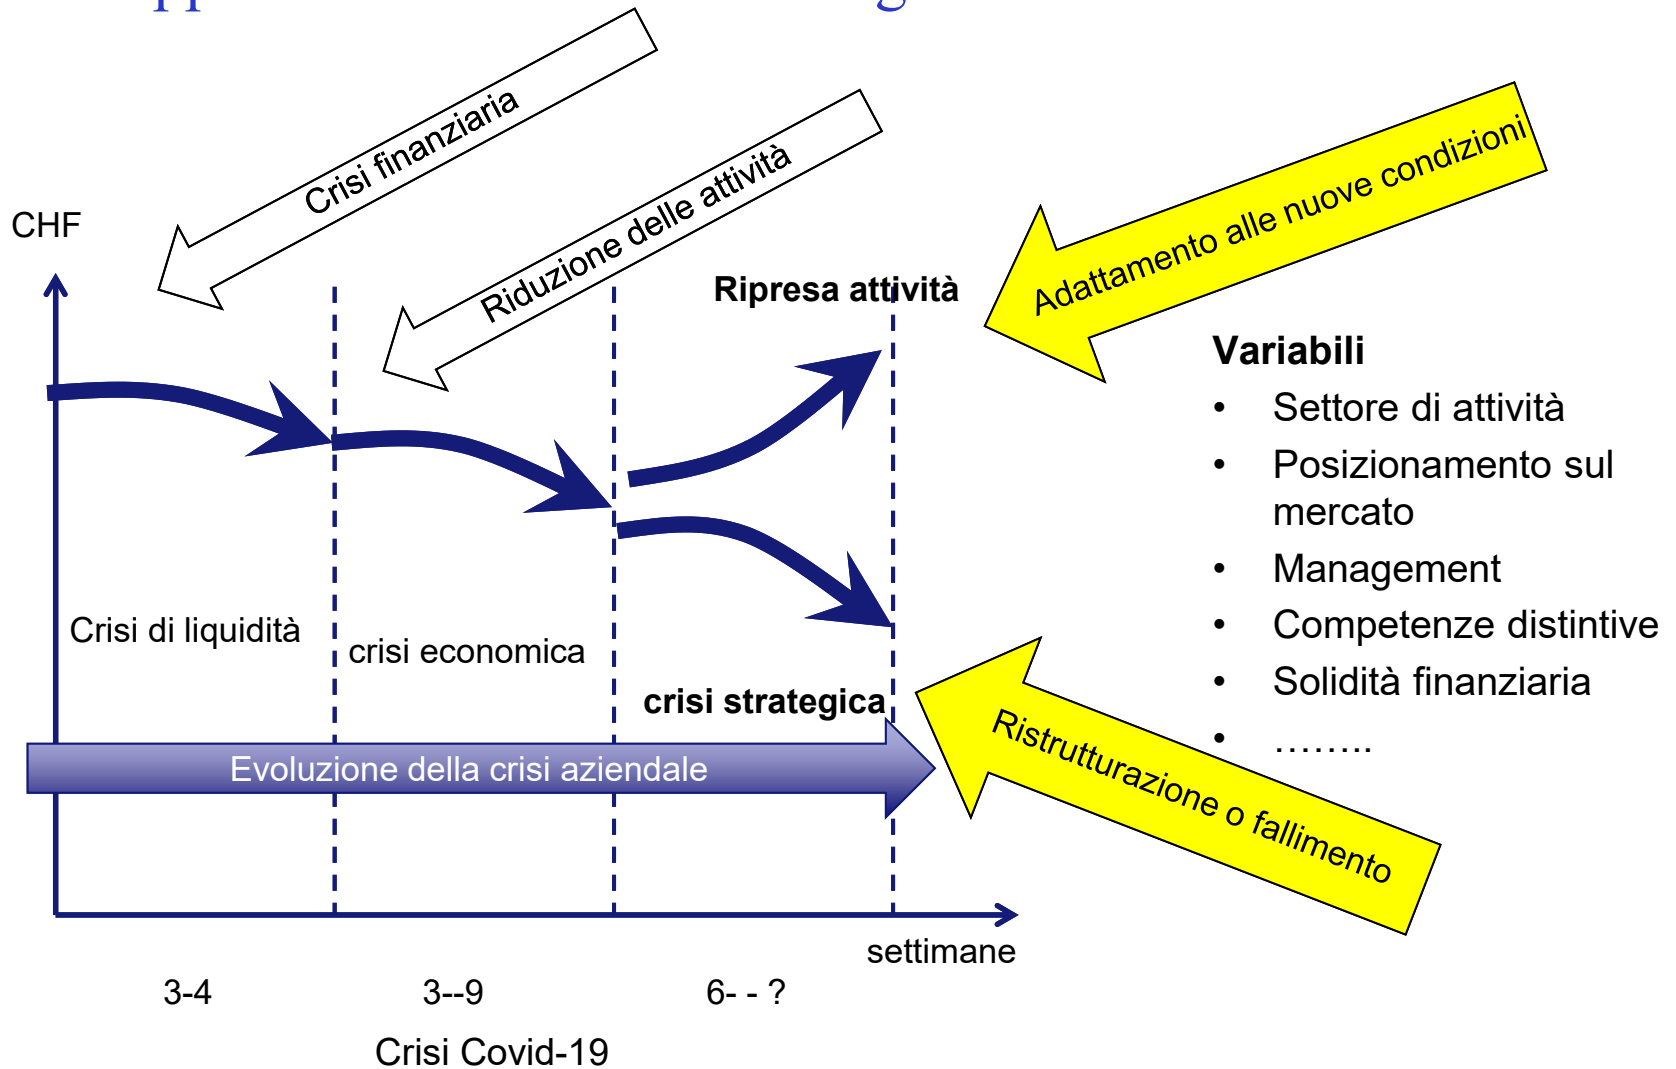 Crisi finanziaria
Riduzione delle attività
Adattamento alle nuove condizioni
CHF
Ripresa attività
Variabili
• Settore di attività
• Posizionamento sul
mercato
• Management
• Competenze distintive
• Solidità finanziaria
• ……..
Crisi di liquidità
crisi economica
crisi strategica
Ristrutturazione o fallimento
Evoluzione della crisi aziendale
settimane
3-4
3--9
6- - ?
Crisi Covid-19